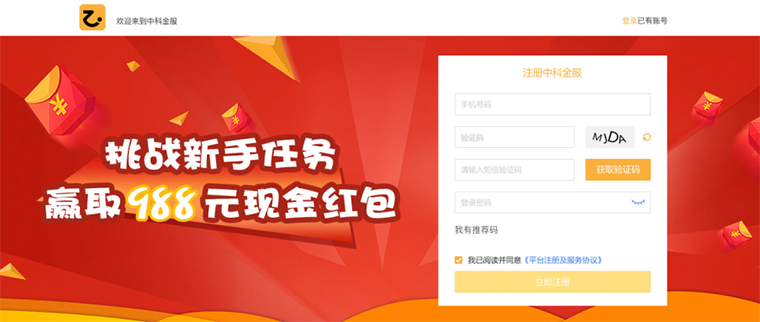 欢迎来到中科金服
登录已有账号
挑战新手任务
赢取988元现金红包
注册中科金服
手机号码
验证码
MJDA
请输入短信验证码
获取验证码
登录密码
我有推荐码
我已阅读并同意《平台注册及服务协议》
立即注册